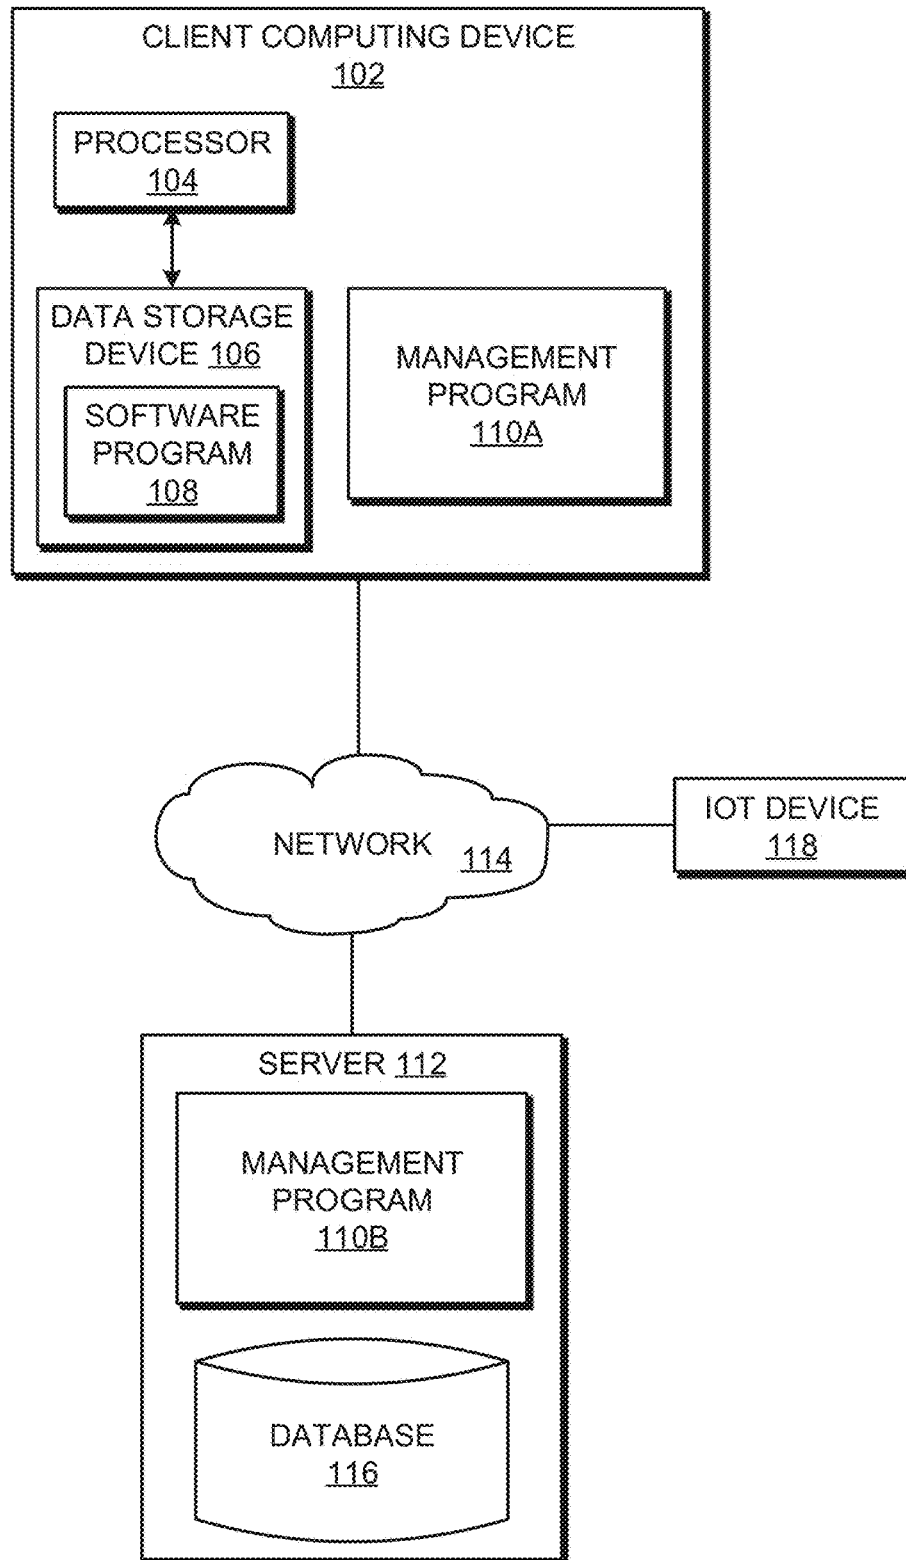 CLIENT COMPUTING DEVICE
102
PROCESSOR
104
DATA STORAGE
DEVICE 106
SOFTWARE
PROGRAM
108
MANAGEMENT
PROGRAM
110A
NETWORK 114
IOT DEVICE
118
SERVER 112
MANAGEMENT
PROGRAM
110B
DATABASE
116